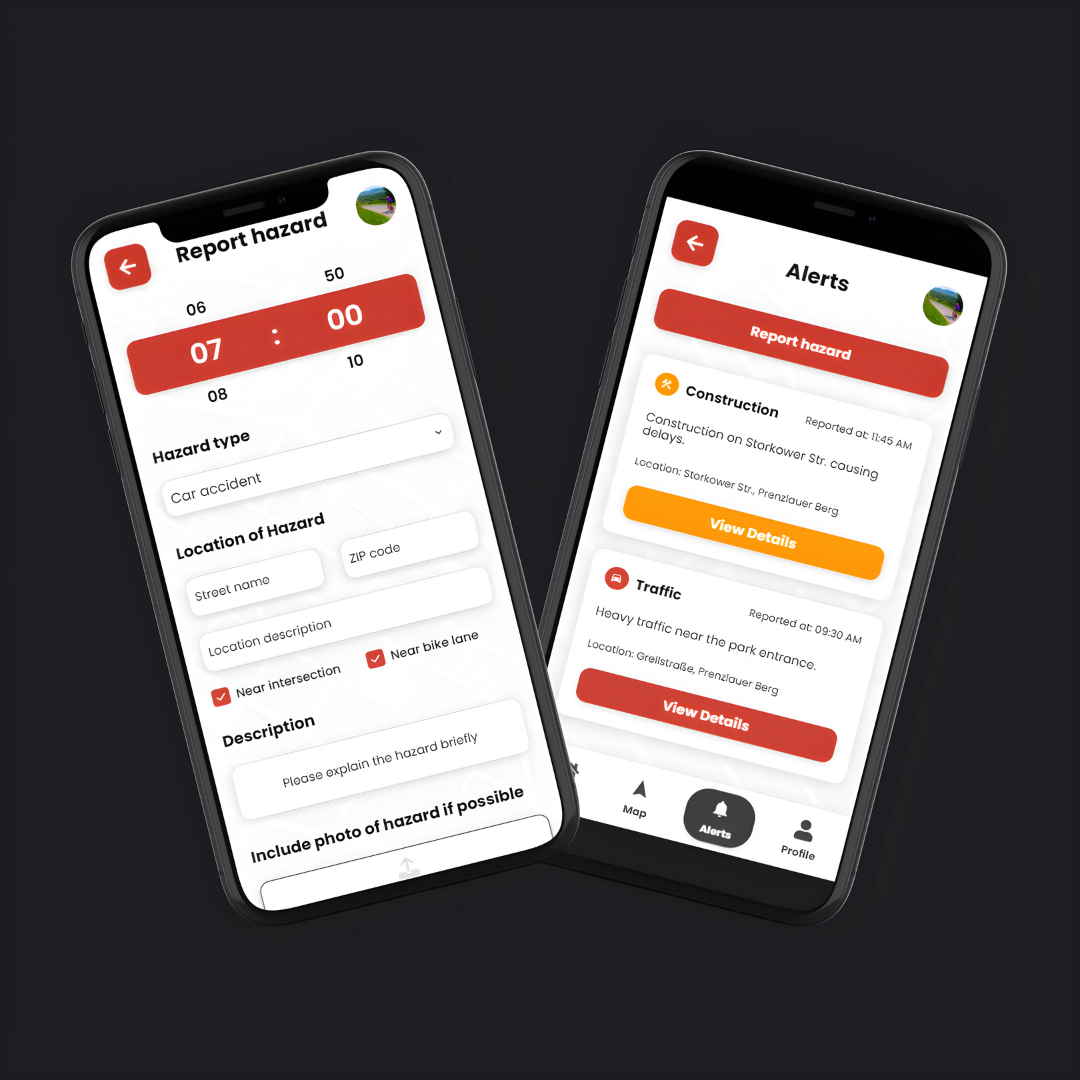 Report hazard
06
50
07 : 00
08
10
Hazard type
Car accident
Location of Hazard
Street name
ZIP code
Location description
Near intersection
Near bike lane
Description
Please explain the hazard briefly
Include photo of hazard if possible
Alerts
Report hazard
Construction
Reported at: 11:45 AM
Construction on Storkower Str. causing
delays.
Location: Storkower Str., Prenzlauer Berg
View Details
Traffic
Reported at: 09:30 AM
Heavy traffic near the park entrance.
Location: Grellstraße, Prenzlauer Berg
View Details
Map
Alerts
Profile